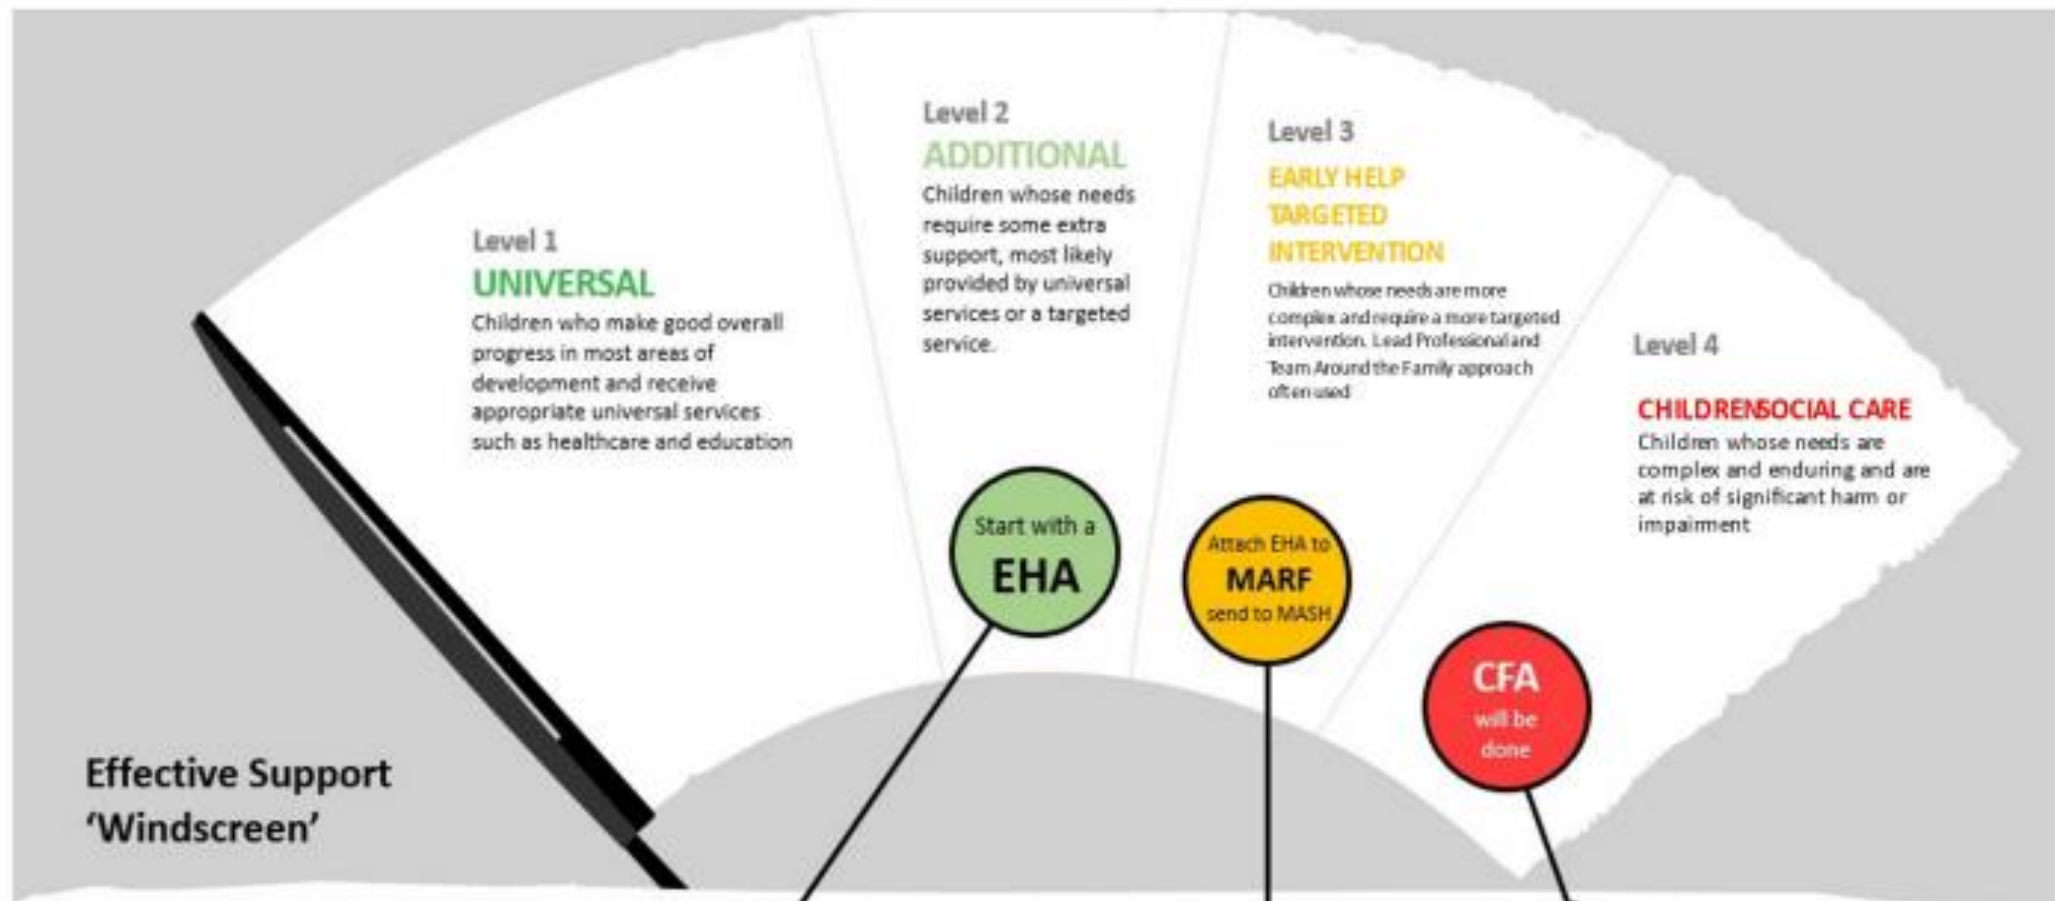 Level 1
UNIVERSAL
Children who make good overall
progress in most areas of
development and receive
appropriate universal services
such as healthcare and education
Level 2
ADDITIONAL
Children whose needs
require some extra
support, most likely
provided by universal
services or a targeted
service.
Level 3
EARLY HELP
TARGETED
INTERVENTION
Children whose needs are more
complex and require a more targeted
intervention. Lead Professional and
Team Around the Family approach
often used
Level 4
CHILDRENSOCIAL CARE
Children whose needs are
complex and enduring and are
at risk of significant harm or
impairment
Start with a
EHA
Attach EHA to
MARF
send to MASH
CFA
will be
done
Effective Support
‘Windscreen’